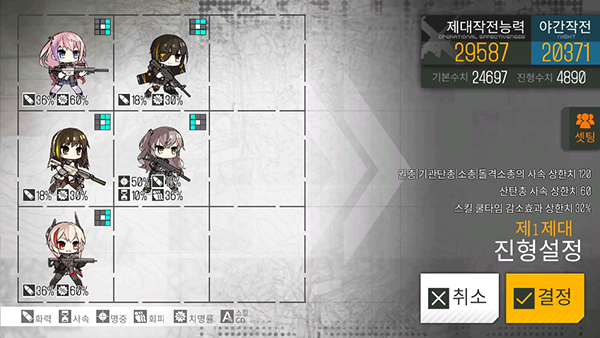 제대작전능력
OPERATIONAL EFFECTIVENESS
29587
야간작전
NIGHT
20371
기본수치 24697 진형수치 4890
36% 60%
18% 30%
셋팅
18% 30%
50%
10% 36%
권총|기관단총|소총|돌격소총의 사속 상한치 120
산탄총 사속 상한치 60
스킬 쿨타임 감소효과 상한치 30%
제1제대
진형설정
36% 60%
취소
결정
화력 사속 명중 회피 치명률 A 스킬 CD